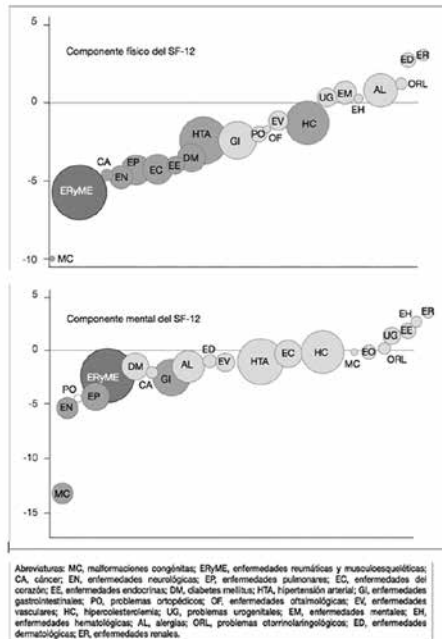 5
Componente físico del SF-12
ED
ER
0
UG
EM
EH
AL
ORL
CA
EN
EP
EC
EE
DM
HTA
GI
PO
OF
EV
HC
-5
ERyME
-10
MC
5
Componente mental del SF-12
EH
ER
0
PO
DM
CA
GI
AL
ED
EV
HTA
EC
HC
MC
EO
ORL
UG
EE
-5
EN
EP
ERyME
-10
MC
-15
Abreviaturas: MC, malformaciones congénitas; ERyME, enfermedades reumáticas y musculoesqueléticas;
CA, cáncer; EN, enfermedades neurológicas; EP, enfermedades pulmonares; EC, enfermedades del
corazón; EE, enfermedades endocrinas; DM, diabetes mellitus; HTA, hipertensión arterial; GI, enfermedades
gastrointestinales; PO, problemas ortopédicos; OF, enfermedades oftalmológicas; EV, enfermedades
vasculares; HC, hipercolesterolemia; UG, problemas urogenitales; EM, enfermedades mentales; EH,
enfermedades hematológicas; AL, alergias; ORL, problemas otorrinolaringológicos; ED, enfermedades
dermatológicas; ER, enfermedades renales.